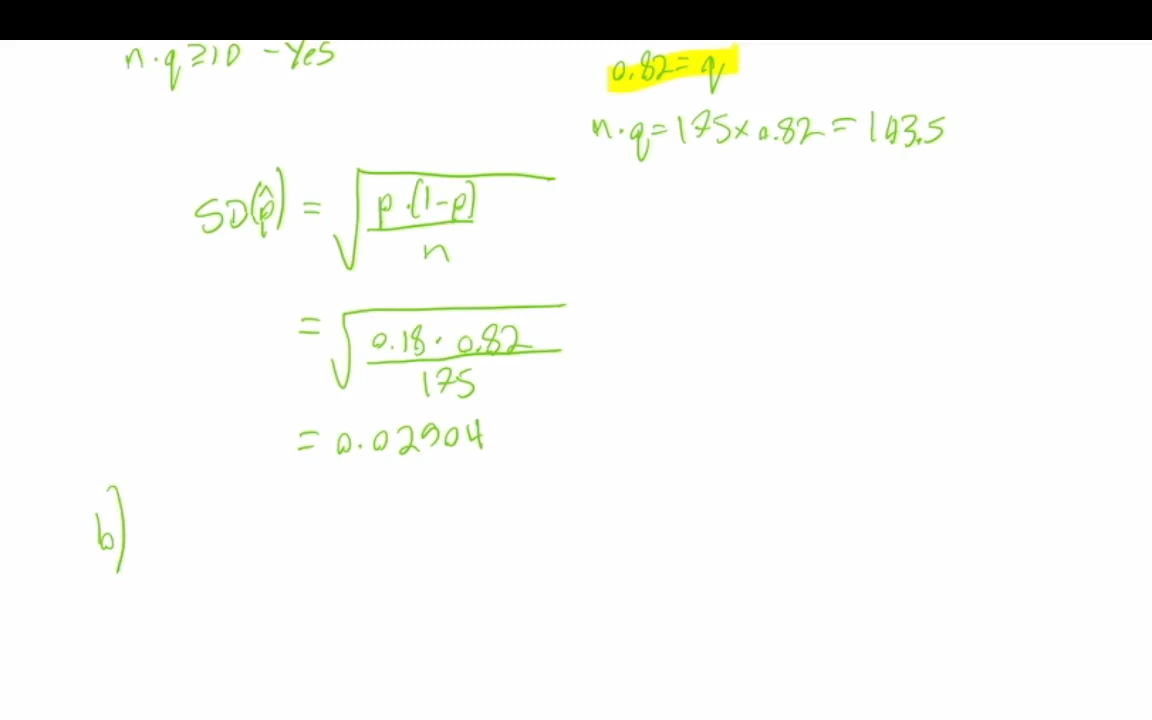 n·q ≥10 - Yes
0.82 = q
n·q = 175 × 0.82 = 143.5
SD(p̂) = √(p·(1-p)/n)
= √(0.18 · 0.82/175)
= 0.02904
b)